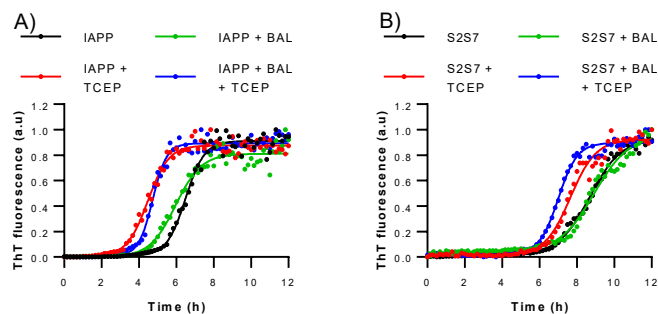 A)
IAPP
IAPP + BAL
IAPP +
TCEP
IAPP + BAL
+ TCEP
ThT fluorescence (a.u)
1.2
1.0
0.8
0.6
0.4
0.2
0.0
0 2 4 6 8 10 12
Time (h)
B)
S2S7
S2S7 + BAL
S2S7 +
TCEP
S2S7 + BAL
+ TCEP
ThT fluorescence (a.u)
1.2
1.0
0.8
0.6
0.4
0.2
0.0
0 2 4 6 8 10 12
Time (h)